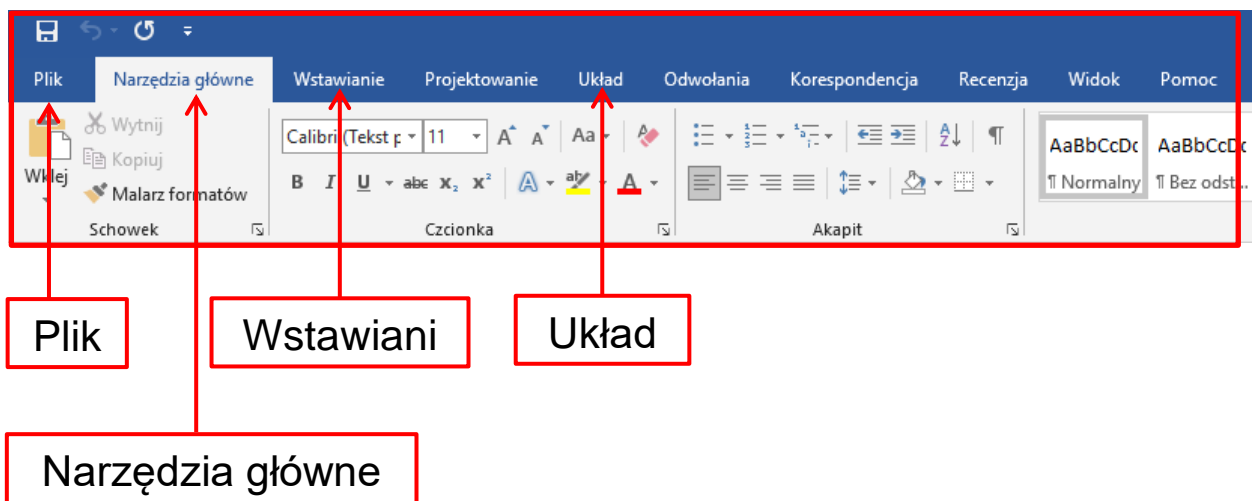 Plik Narzędzia główne Wstawianie Projektowanie Układ Odwołania Korespondencja Recenzja Widok Pomoc
Wklej
Wytnij
Kopiuj
Malarz formatów
Schowek
Calibri (Tekst p 11 A A Aa A
B I U abc x₂ x² A ab A
Czcionka
A Z ¶
Akapit
AaBbCcDc AaBbCcDc
¶ Normalny ¶ Bez odst...
Plik Wstawiani Układ
Narzędzia główne